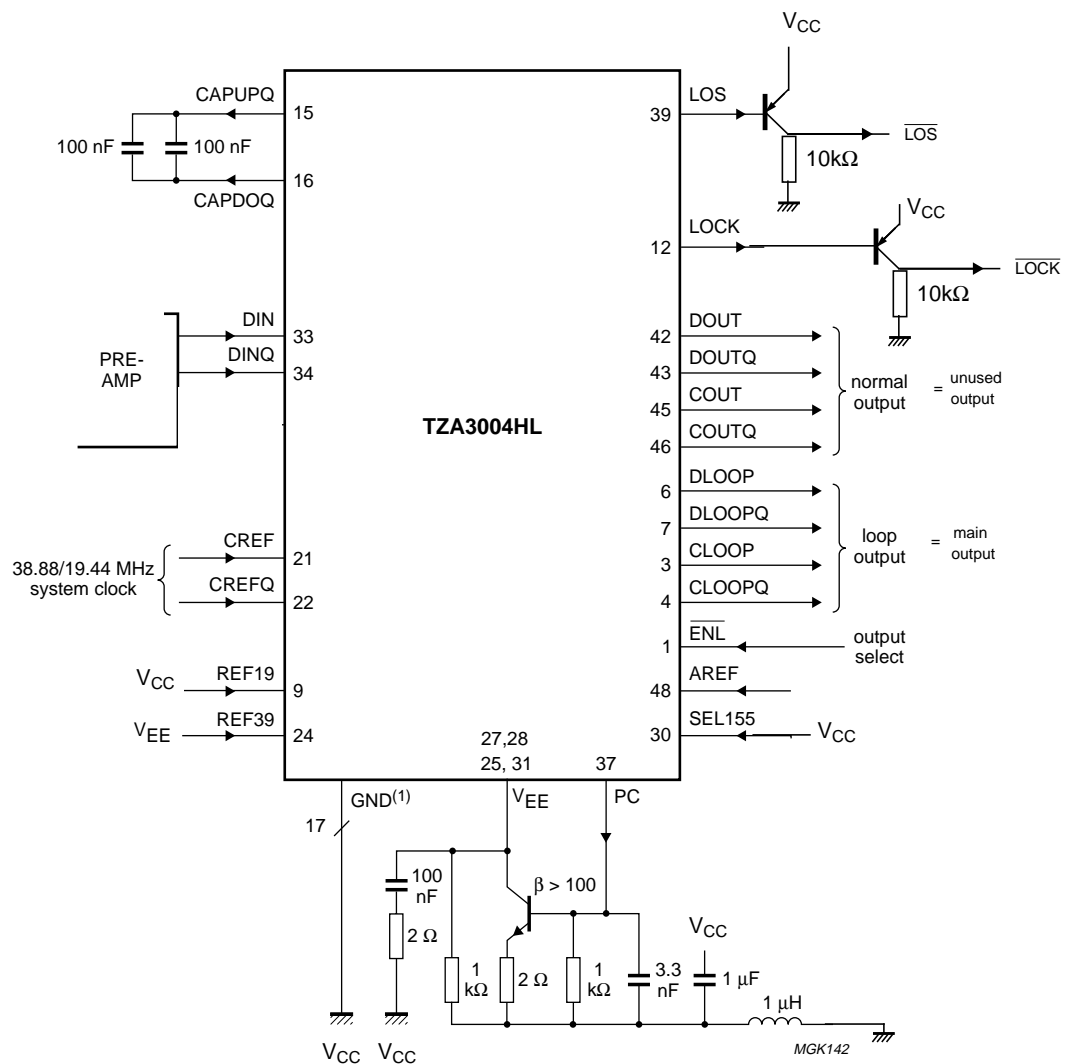 VCC
CAPUPQ
15
100 nF
100 nF
16
CAPDOQ
LOS
39
LOS
10kΩ
VCC
LOCK
12
LOCK
10kΩ
PRE-
AMP
DIN
33
DINQ
34
TZA3004HL
DOUT
42
DOUTQ
43
COUT
45
COUTQ
46
normal
output
=
unused
output
DLOOP
6
DLOOPQ
7
CLOOP
3
CLOOPQ
4
loop
output
=
main
output
38.88/19.44 MHz
system clock
CREF
21
CREFQ
22
ENL
1
output
select
VCC
REF19
9
AREF
48
VEE
REF39
24
SEL155
30
VCC
27,28
25, 31
37
GND(1)
VEE
PC
17
100
nF
β > 100
2 Ω
VCC
1
kΩ
2 Ω
1
kΩ
3.3
nF
1 μF
1 μH
VCC
VCC
MGK142